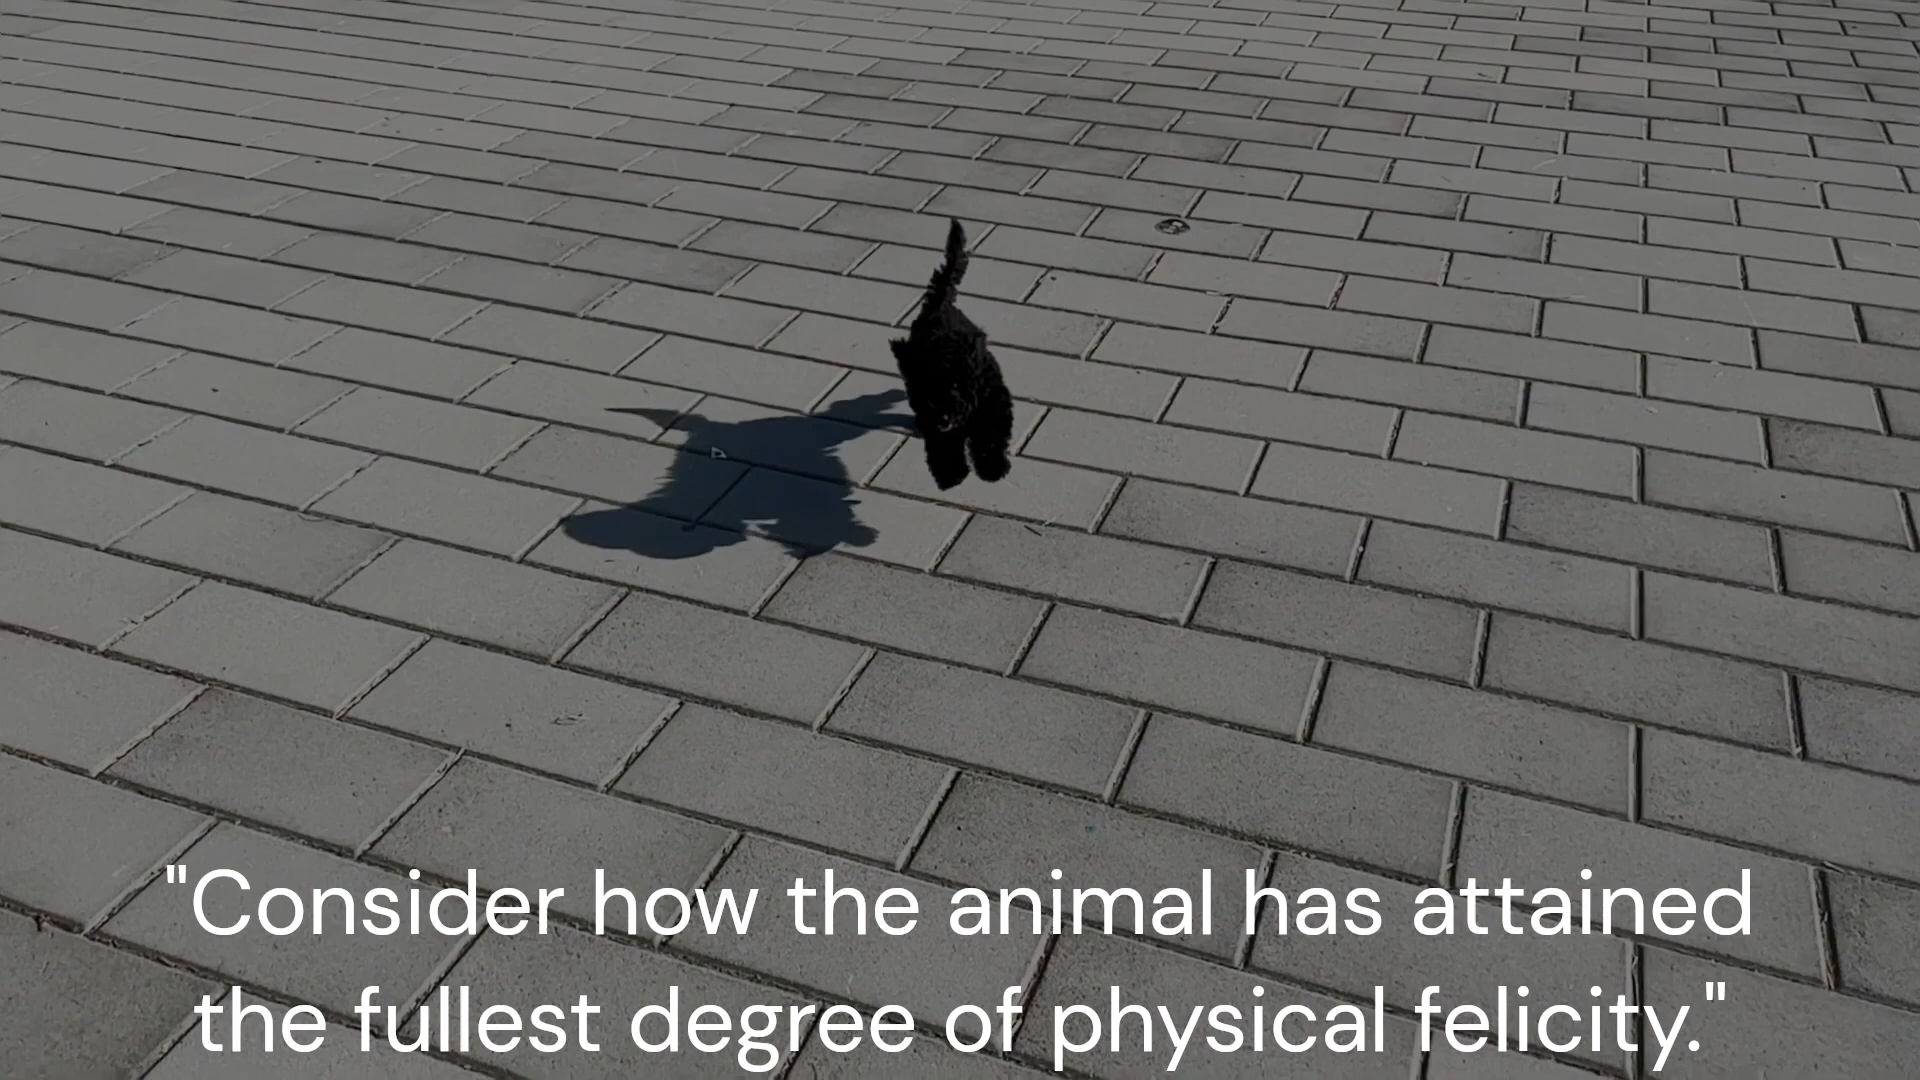 "Consider how the animal has attained
the fullest degree of physical felicity."